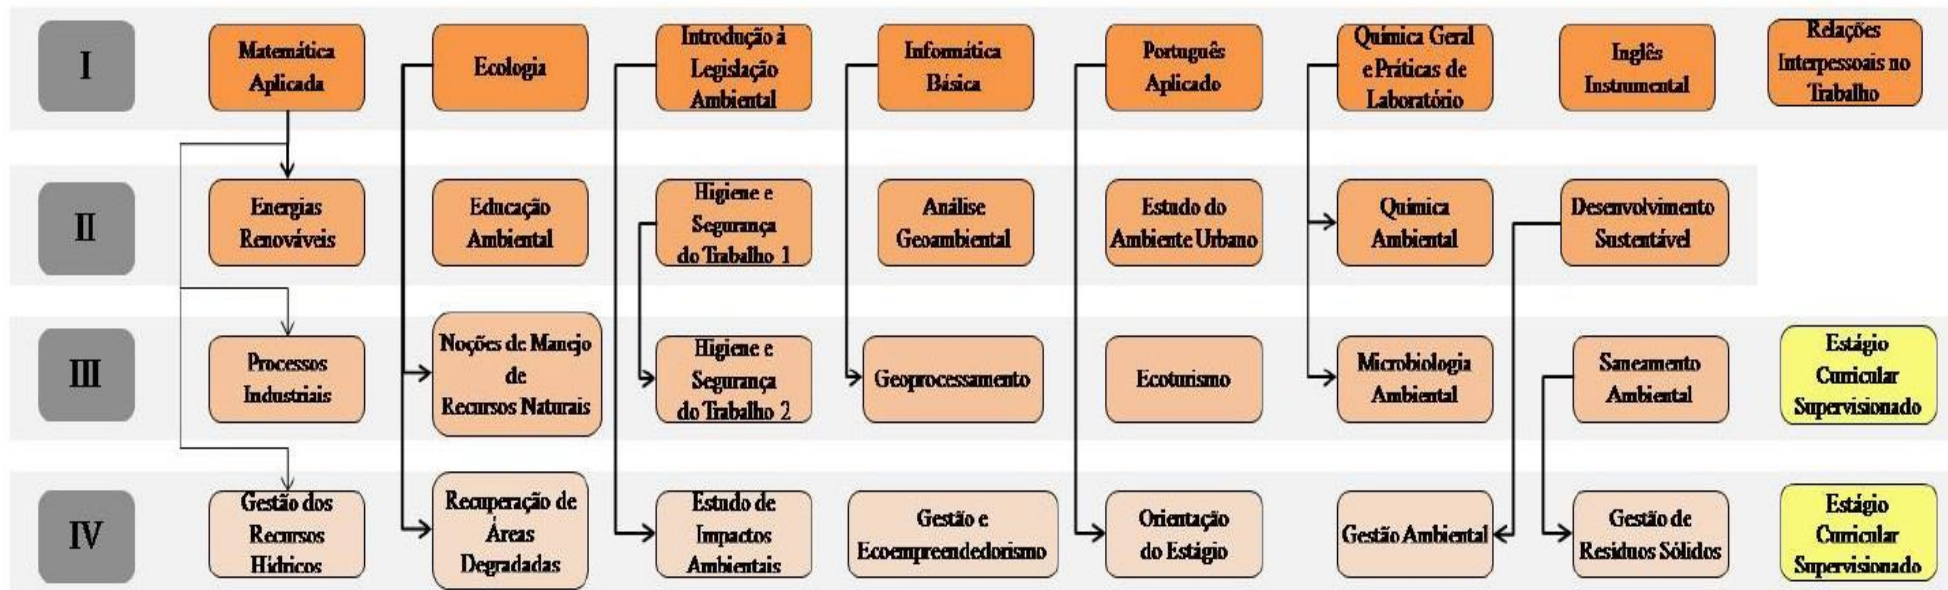 I
Matemática
Aplicada
Ecologia
Introdução à
Legislação
Ambiental
Informática
Básica
Português
Aplicado
Química Geral
e Práticas de
Laboratório
Inglês
Instrumental
Relações
Interpessoais no
Trabalho
II
Energias
Renováveis
Educação
Ambiental
Higiene e
Segurança
do Trabalho 1
Análise
Geoambiental
Estudo do
Ambiente Urbano
Química
Ambiental
Desenvolvimento
Sustentável
III
Processos
Industriais
Noções de Manejo
de
Recursos Naturais
Higiene e
Segurança
do Trabalho 2
Geoprocessamento
Ecoturismo
Microbiologia
Ambiental
Saneamento
Ambiental
Estágio
Curricular
Supervisionado
IV
Gestão dos
Recursos
Hídricos
Recuperação de
Áreas
Degradadas
Estudo de
Impactos
Ambientais
Gestão e
Ecoempreendedorismo
Orientação
do Estágio
Gestão Ambiental
Gestão de
Resíduos Sólidos
Estágio
Curricular
Supervisionado